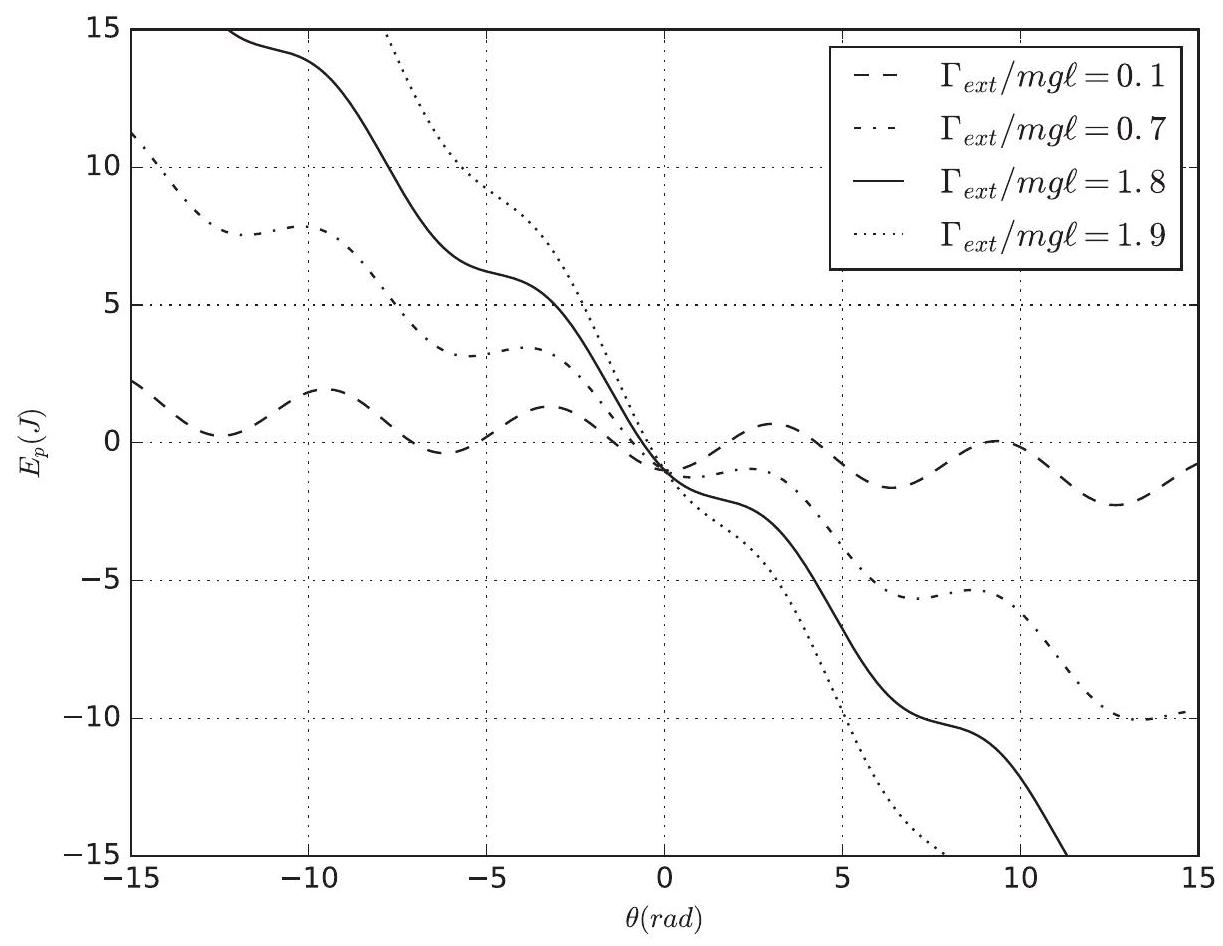 15
10
5
0
−5
−10
−15
−15 −10 −5 0 5 10 15
E_p(J)
θ(rad)
Γ_ext/mgℓ = 0.1
Γ_ext/mgℓ = 0.7
Γ_ext/mgℓ = 1.8
Γ_ext/mgℓ = 1.9